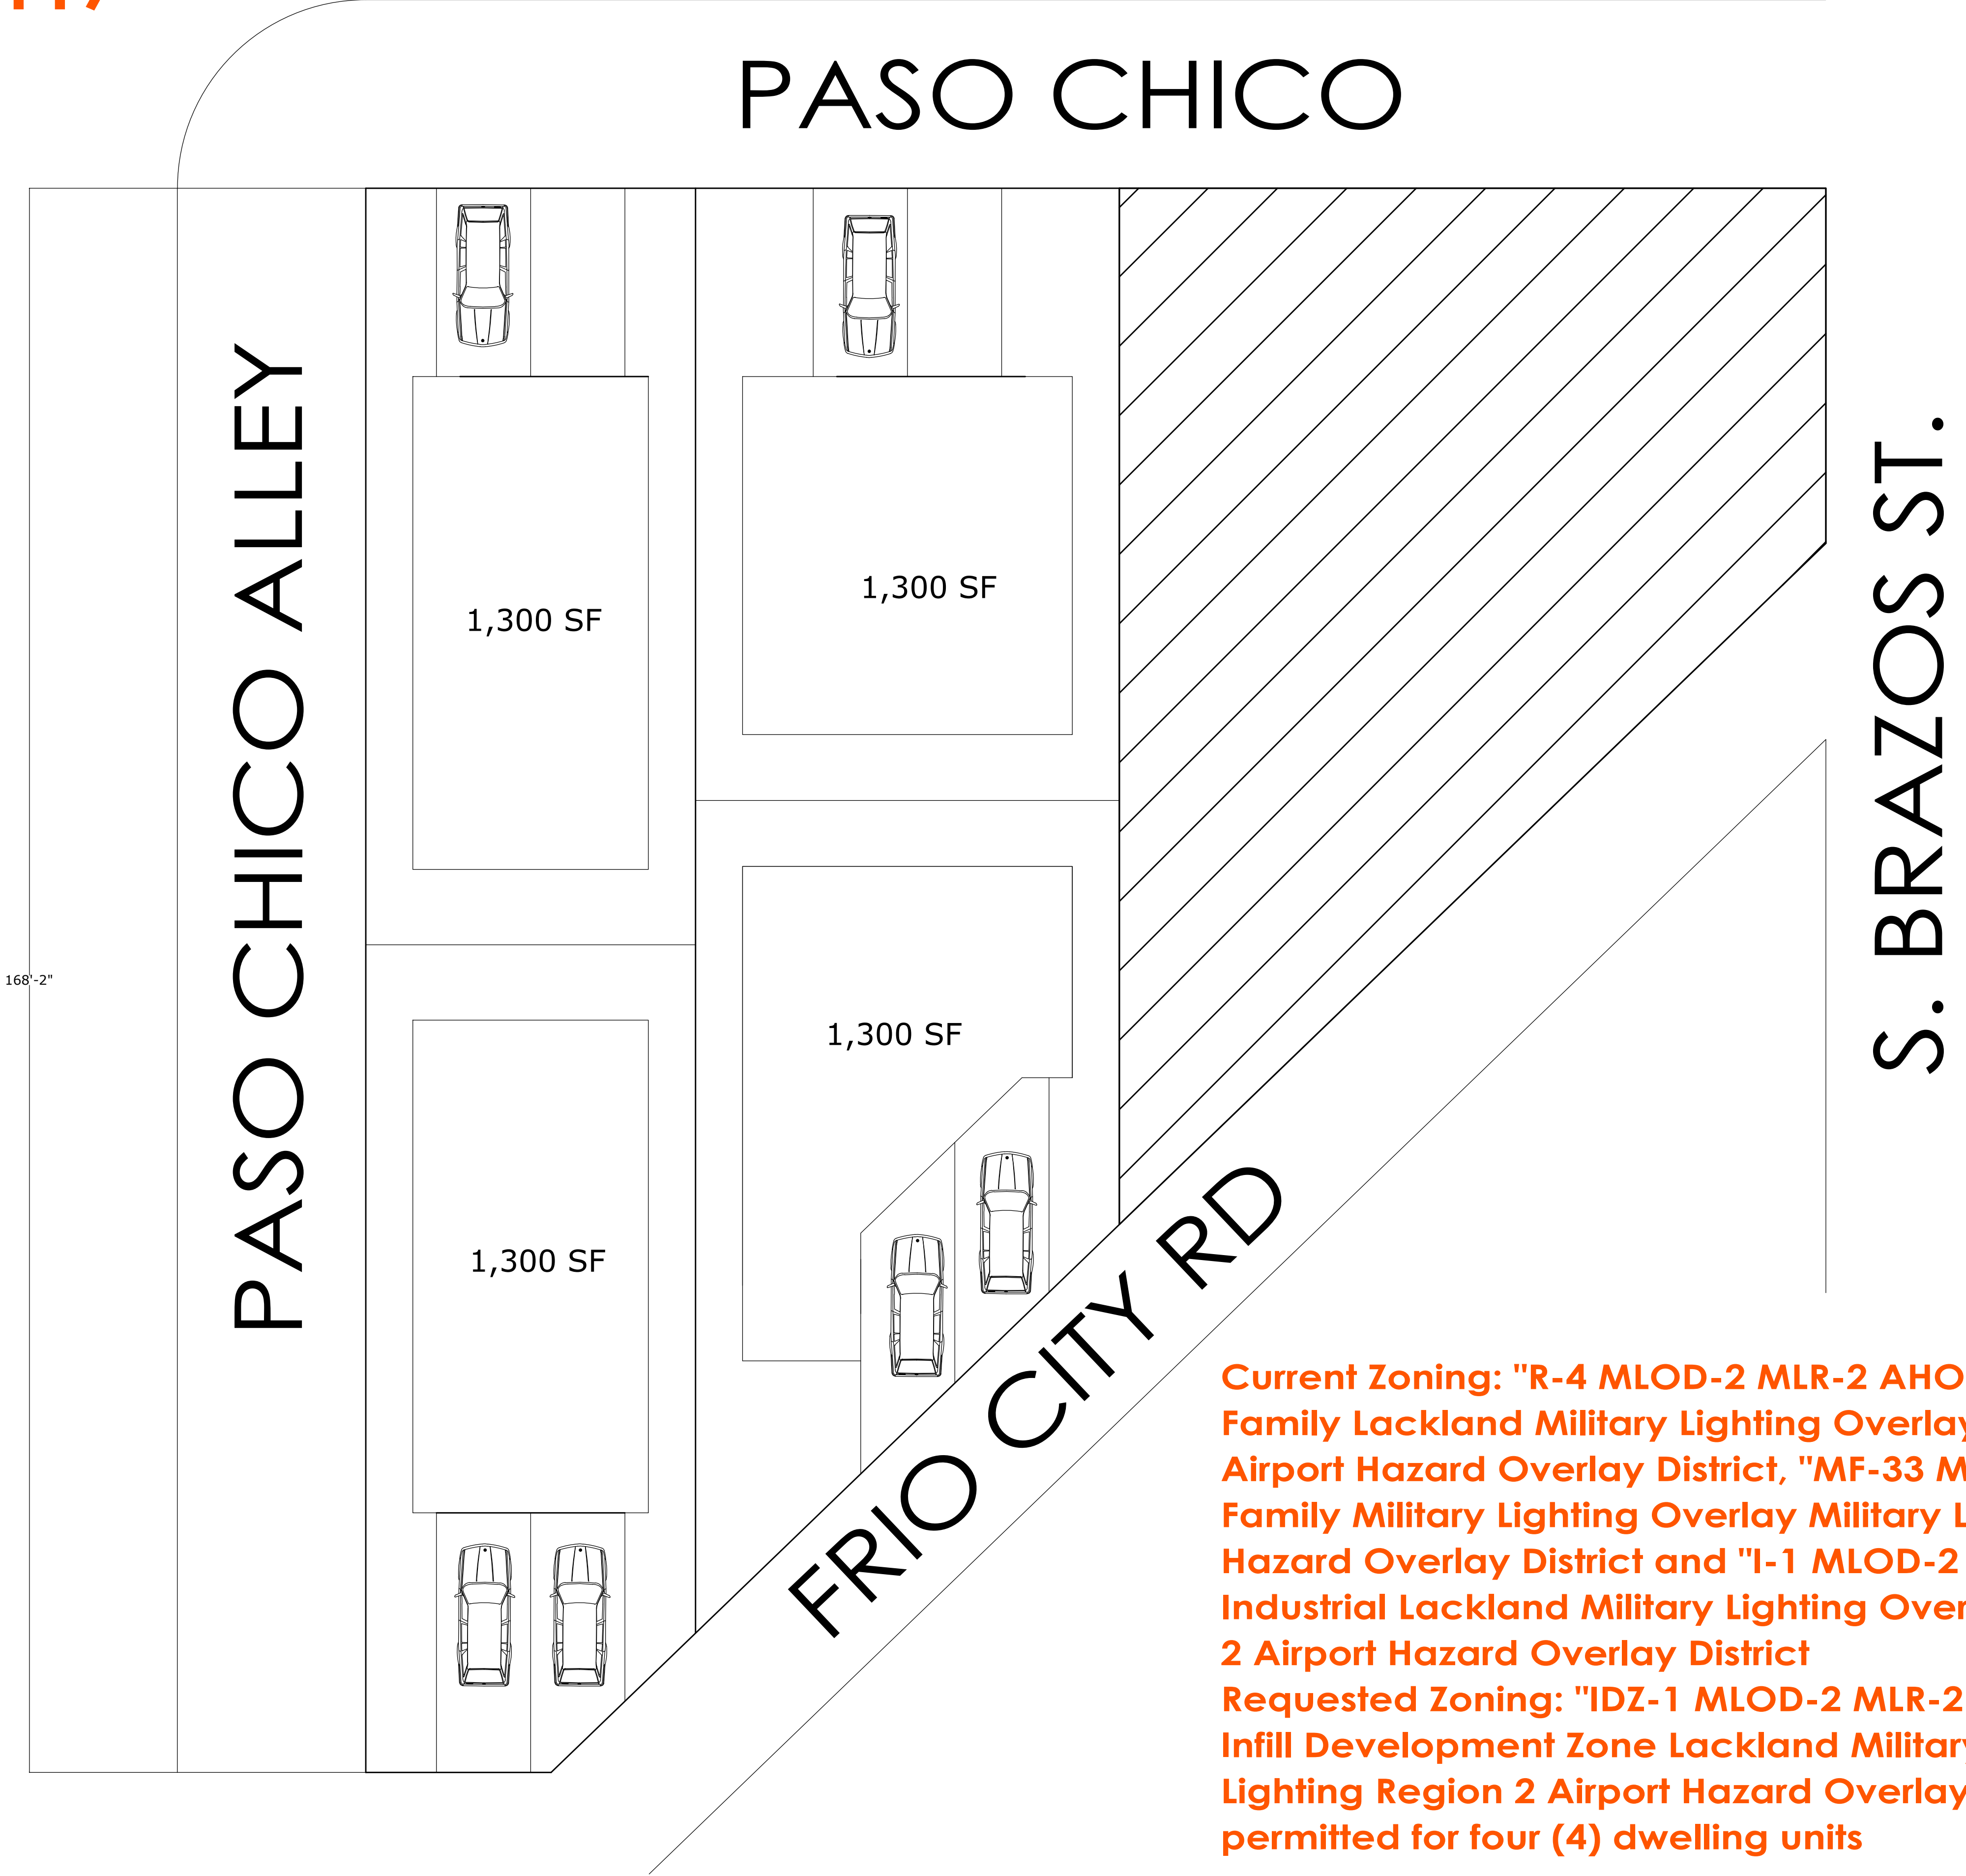 PASO CHICO
PASO CHICO ALLEY
S. BRAZOS ST.
1,300 SF
1,300 SF
168'-2"
1,300 SF
1,300 SF
FRIO CITY RD
Current Zoning: "R-4 MLOD-2 MLR-2 AHO
Family Lackland Military Lighting Overlay
Airport Hazard Overlay District, "MF-33 M
Family Military Lighting Overlay Military L
Hazard Overlay District and "I-1 MLOD-2
Industrial Lackland Military Lighting Over
2 Airport Hazard Overlay District
Requested Zoning: "IDZ-1 MLOD-2 MLR-2
Infill Development Zone Lackland Military
Lighting Region 2 Airport Hazard Overlay
permitted for four (4) dwelling units